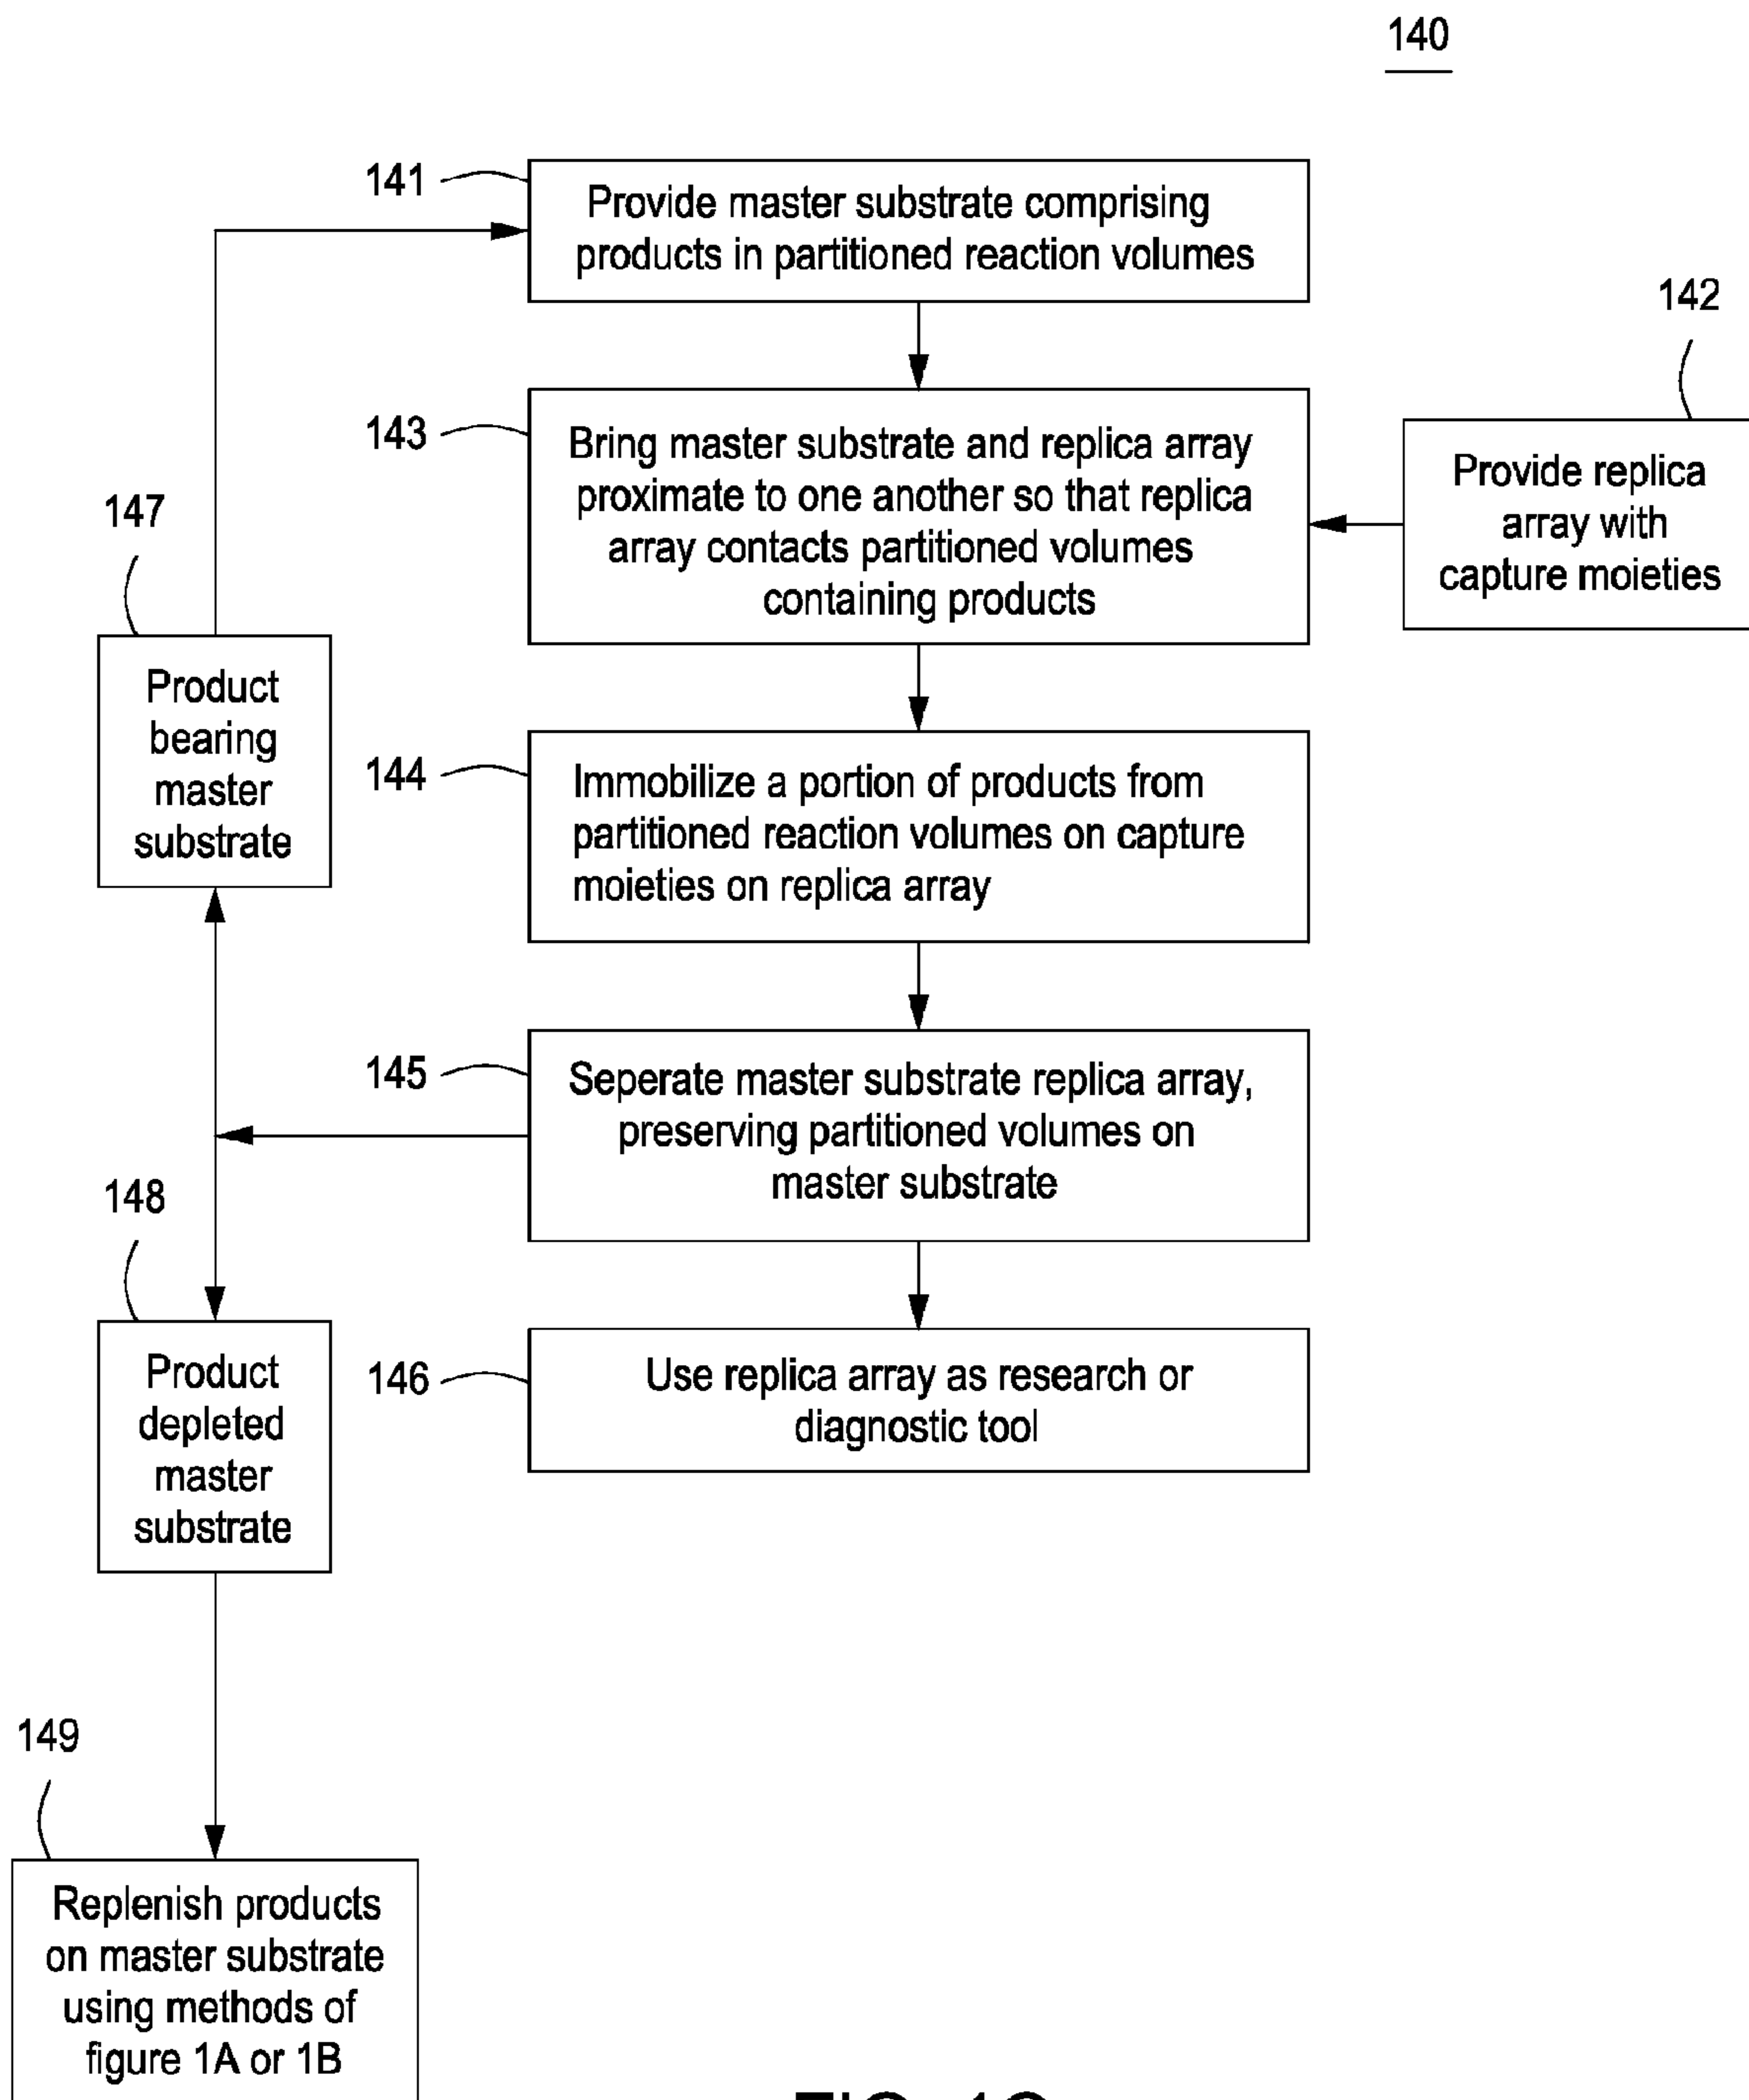 140
141
Provide master substrate comprising
products in partitioned reaction volumes
142
143
Bring master substrate and replica array
proximate to one another so that replica
array contacts partitioned volumes
containing products
Provide replica
array with
capture moieties
147
Product
bearing
master
substrate
144
Immobilize a portion of products from
partitioned reaction volumes on capture
moieties on replica array
145
Seperate master substrate replica array,
preserving partitioned volumes on
master substrate
148
Product
depleted
master
substrate
146
Use replica array as research or
diagnostic tool
149
Replenish products
on master substrate
using methods of
figure 1A or 1B